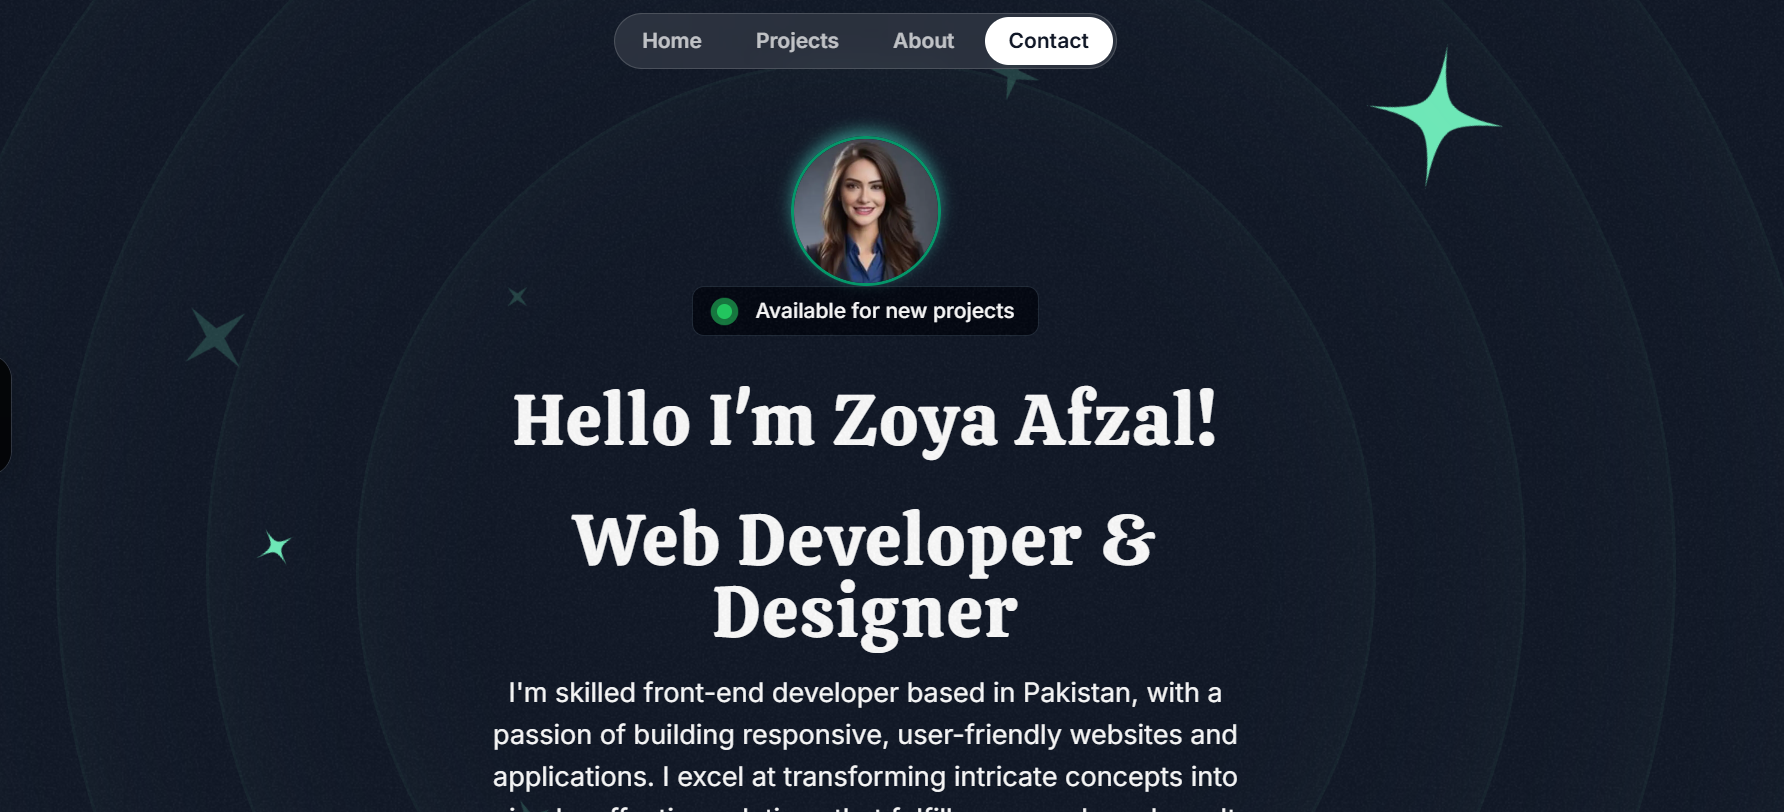 Home Projects About Contact
Available for new projects
Hello I'm Zoya Afzal!
Web Developer &
Designer
I'm skilled front-end developer based in Pakistan, with a
passion of building responsive, user-friendly websites and
applications. I excel at transforming intricate concepts into